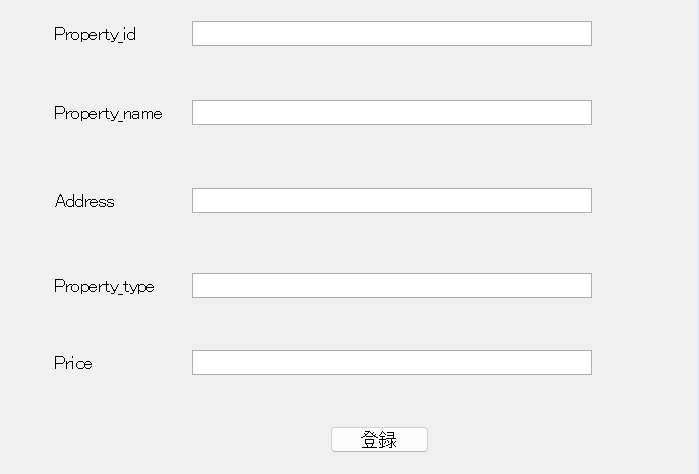 Property_id
Property_name
Address
Property_type
Price
登録